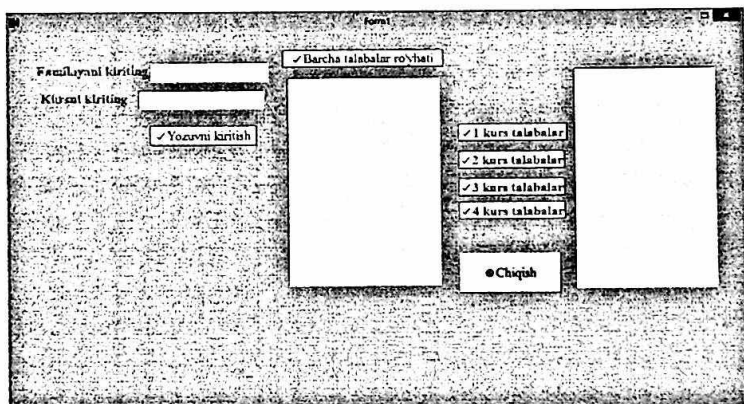 Form1
Familyani kiriting
Kursni kiriting
✓ Yozuvni kiritish
✓ Barcha talabalar ro'yhati
✓ 1 kurs talabalar
✓ 2 kurs talabalar
✓ 3 kurs talabalar
✓ 4 kurs talabalar
Chiqish